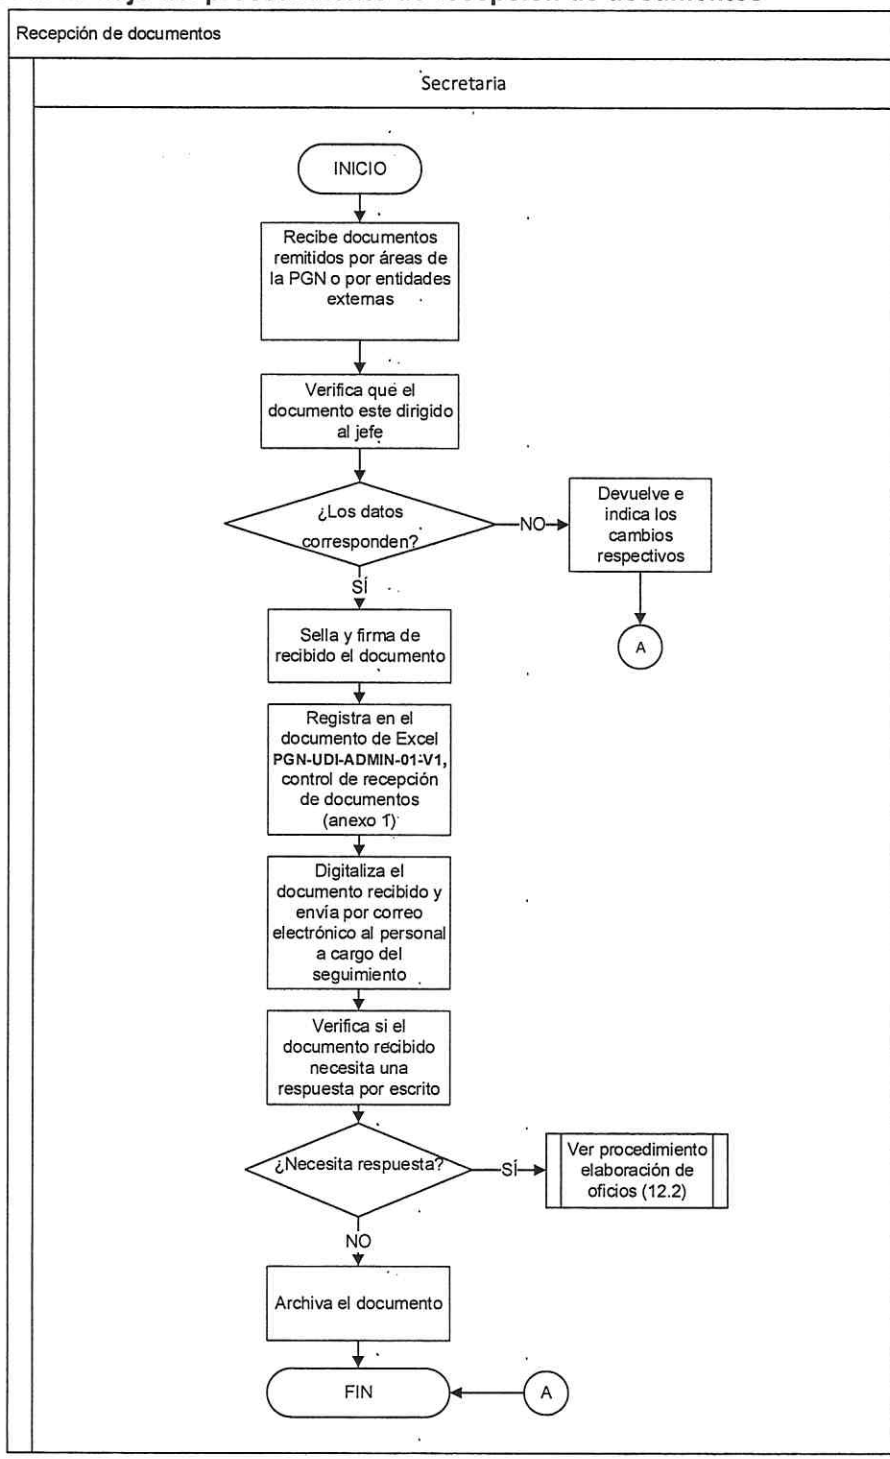 procedimiento de recepción de documentos
Recepción de documentos
Secretaria
INICIO
Recibe documentos
remitidos por áreas de
la PGN o por entidades
externas
Verifica que el
documento este dirigido
al jefe
¿Los datos
corresponden?
NO
Devuelve e
indica los
cambios
respectivos
SÍ
A
Sella y firma de
recibido el documento
Registra en el
documento de Excel
PGN-UDI-ADMIN-01-V1,
control de recepción
de documentos
(anexo 1)
Digitaliza el
documento recibido y
envía por correo
electrónico al personal
a cargo del
seguimiento
Verifica si el
documento recibido
necesita una
respuesta por escrito
¿Necesita respuesta?
SÍ
Ver procedimiento
elaboración de
oficios (12.2)
NO
Archiva el documento
FIN
A